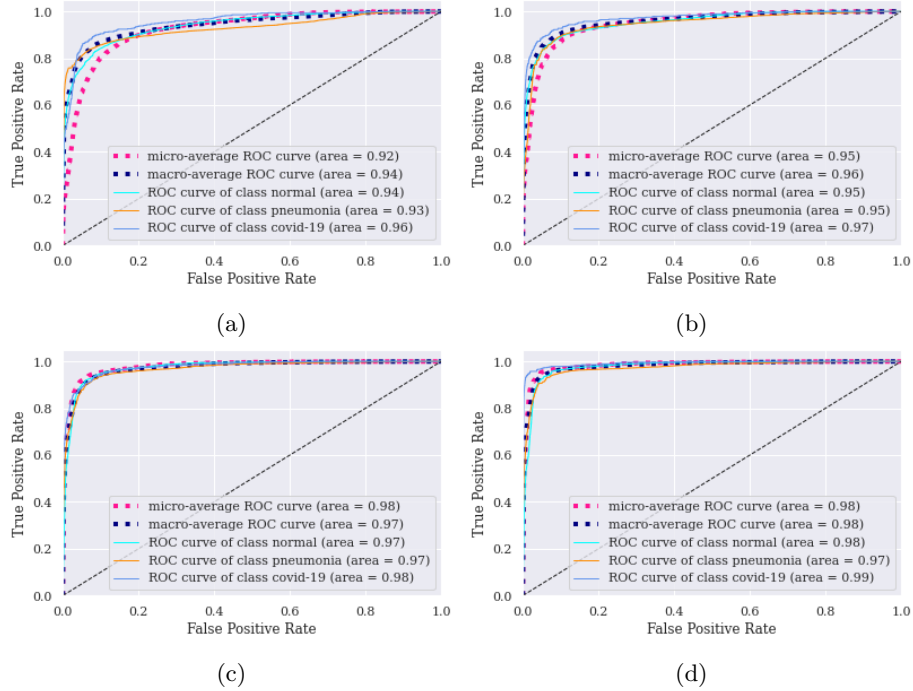 1.0
0.8
0.6
0.4
0.2
0.0
True Positive Rate
micro-average ROC curve (area = 0.92)
macro-average ROC curve (area = 0.94)
ROC curve of class normal (area = 0.94)
ROC curve of class pneumonia (area = 0.93)
ROC curve of class covid-19 (area = 0.96)
0.0 0.2 0.4 0.6 0.8 1.0
False Positive Rate
(a)
1.0
0.8
0.6
0.4
0.2
0.0
True Positive Rate
micro-average ROC curve (area = 0.95)
macro-average ROC curve (area = 0.96)
ROC curve of class normal (area = 0.95)
ROC curve of class pneumonia (area = 0.95)
ROC curve of class covid-19 (area = 0.97)
0.0 0.2 0.4 0.6 0.8 1.0
False Positive Rate
(b)
1.0
0.8
0.6
0.4
0.2
0.0
True Positive Rate
micro-average ROC curve (area = 0.98)
macro-average ROC curve (area = 0.97)
ROC curve of class normal (area = 0.97)
ROC curve of class pneumonia (area = 0.97)
ROC curve of class covid-19 (area = 0.98)
0.0 0.2 0.4 0.6 0.8 1.0
False Positive Rate
(c)
1.0
0.8
0.6
0.4
0.2
0.0
True Positive Rate
micro-average ROC curve (area = 0.98)
macro-average ROC curve (area = 0.98)
ROC curve of class normal (area = 0.98)
ROC curve of class pneumonia (area = 0.97)
ROC curve of class covid-19 (area = 0.99)
0.0 0.2 0.4 0.6 0.8 1.0
False Positive Rate
(d)